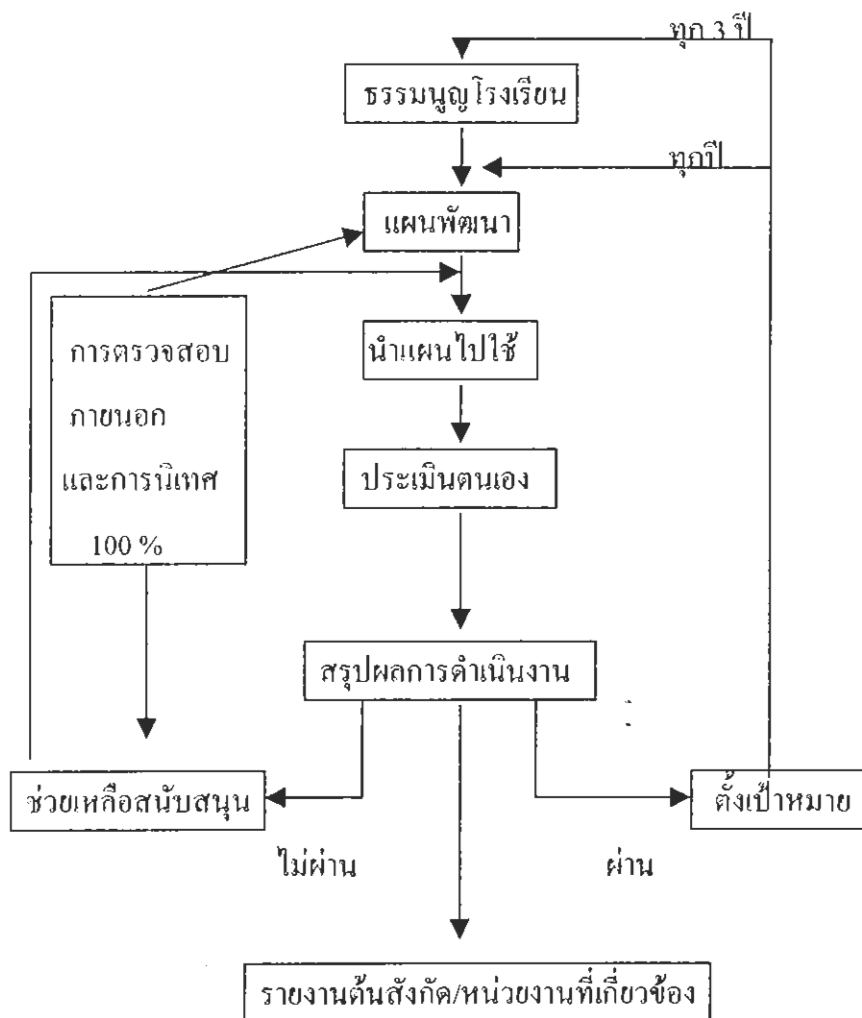 ทุก 3 ปี
ธรรมนูญโรงเรียน
ทุกปี
แผนพัฒนา
การตรวจสอบ
ภายนอก
และการนิเทศ
100 %
นำแผนไปใช้
ประเมินตนเอง
สรุปผลการดำเนินงาน
ช่วยเหลือสนับสนุน
ตั้งเป้าหมาย
ไม่ผ่าน
ผ่าน
รายงานต้นสังกัด/หน่วยงานที่เกี่ยวข้อง